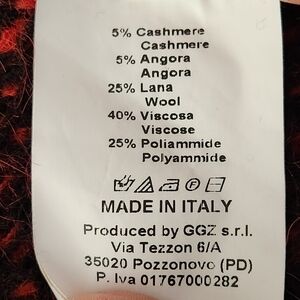 5% Cashmere
Cashmere
5% Angora
Angora
25% Lana
Wool
40% Viscosa
Viscose
25% Poliammide
Polyammide
MADE IN ITALY
Produced by GGZ s.r.l.
Via Tezzon 6/A
35020 Pozzonovo (PD)
P. Iva 01767000282